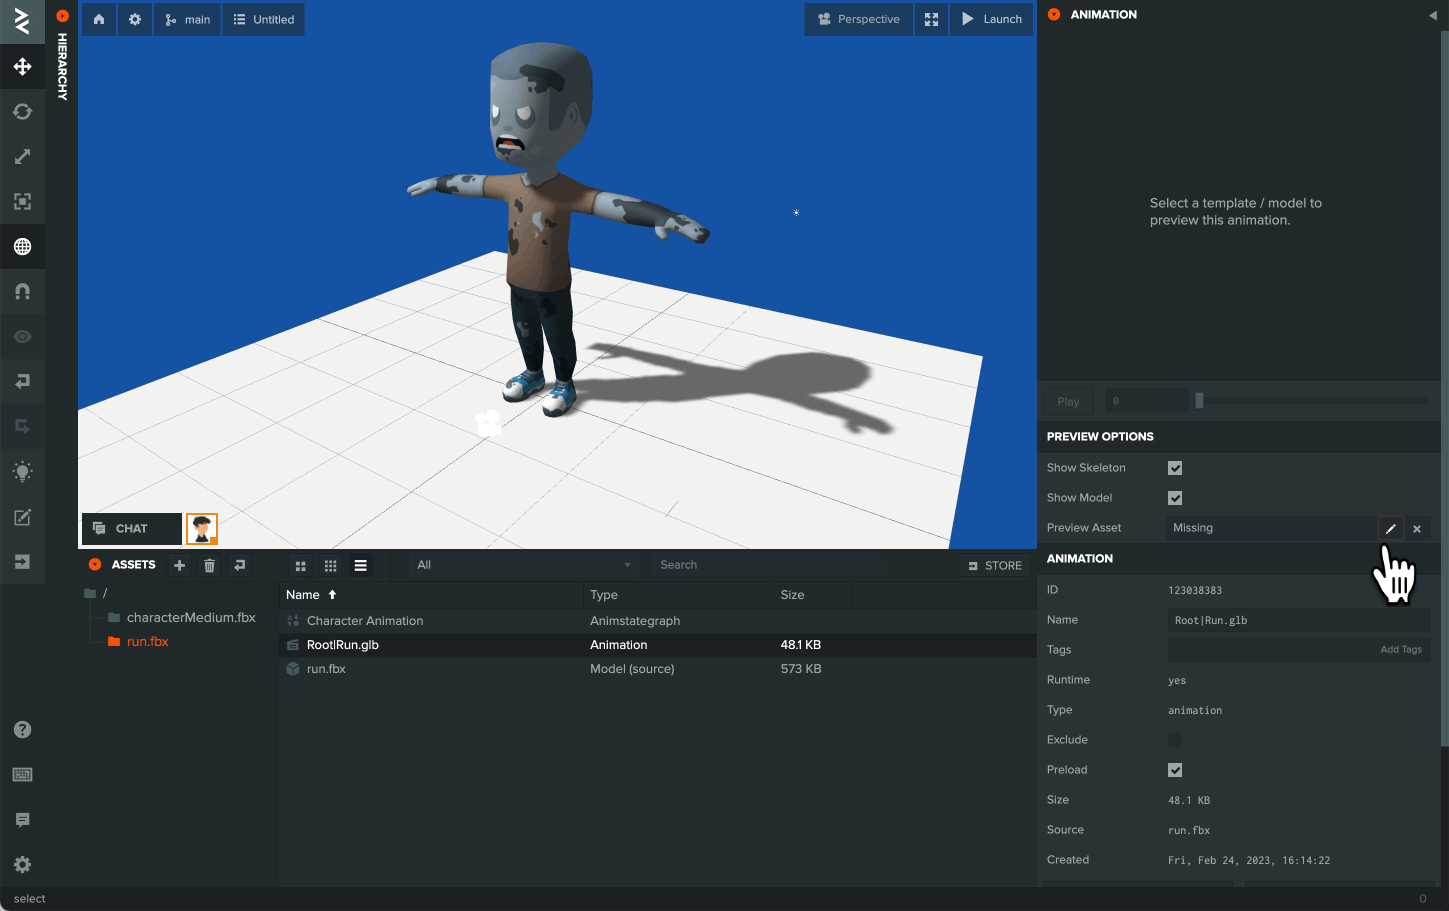 HIERARCHY
main
Untitled
Perspective
Launch
ANIMATION
Select a template / model to
preview this animation.
Play
0
PREVIEW OPTIONS
Show Skeleton
Show Model
Preview Asset
Missing
CHAT
ASSETS
All
Search
STORE
/
characterMedium.fbx
run.fbx
Name
Type
Size
Character Animation
Animstategraph
Root|Run.glb
Animation
48.1 KB
run.fbx
Model (source)
573 KB
ANIMATION
ID
123038383
Name
Root|Run.glb
Tags
Add Tags
Runtime
yes
Type
animation
Exclude
Preload
Size
48.1 KB
Source
run.fbx
Created
Fri, Feb 24, 2023, 16:14:22
select
0